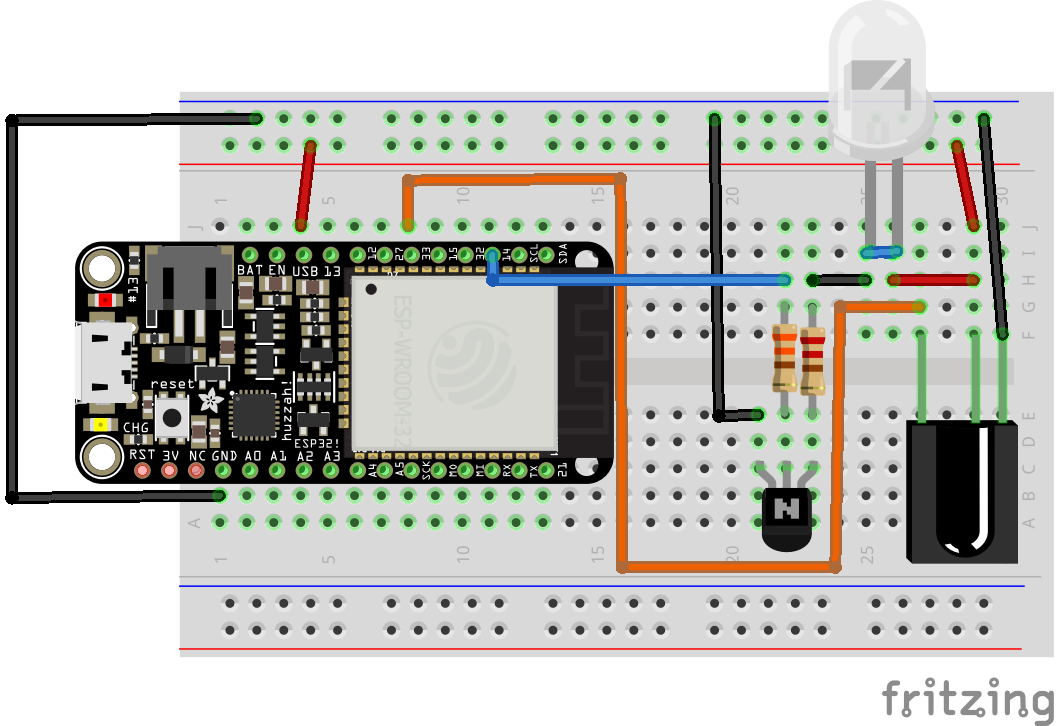 1
5
10
15
20
25
30
J
J
I
I
H
H
G
G
F
F
BAT EN USB 13 12 27 33 15 32 14 SCL SDA
#13
ESP-WROOM-32
reset
huzzah!
ESP32!
CHG
RST 3V NC GND A0 A1 A2 A3 A4 A5 SCK MO MI RX TX 21
N
E
E
D
D
C
C
B
B
A
A
1
5
10
15
20
25
fritzing